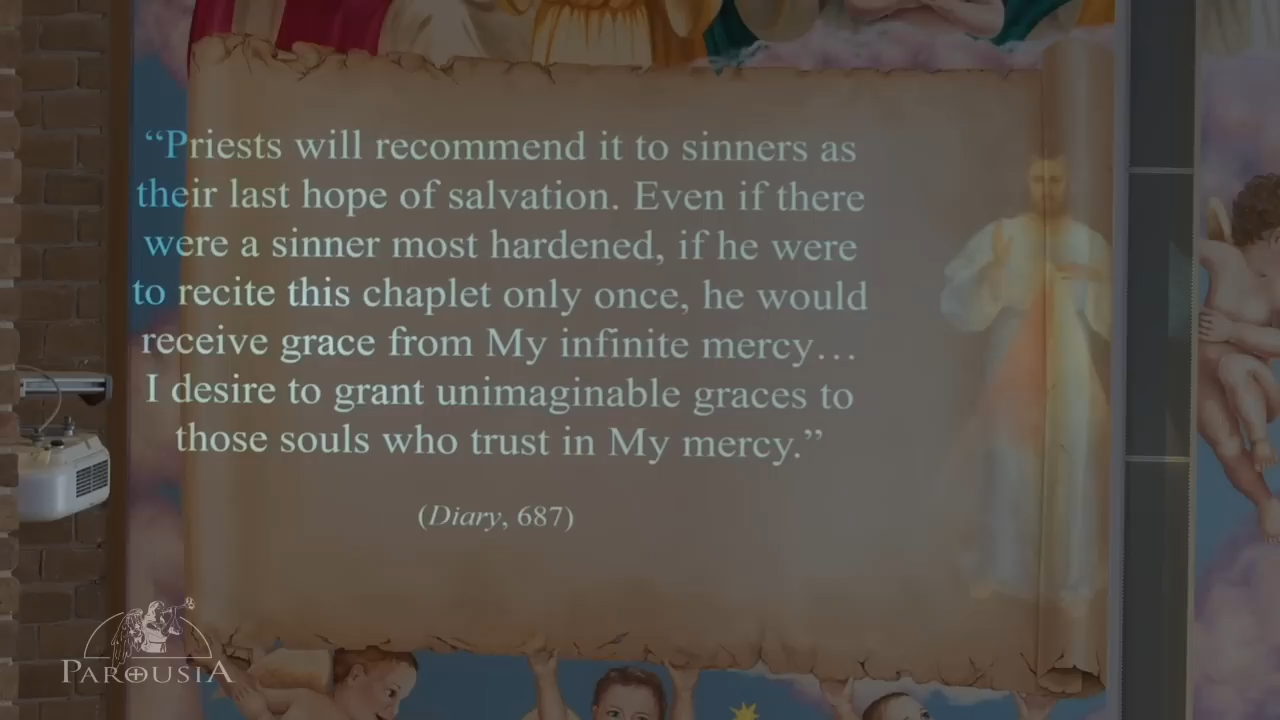 “Priests will recommend it to sinners as
their last hope of salvation. Even if there
were a sinner most hardened, if he were
to recite this chaplet only once, he would
receive grace from My infinite mercy…
I desire to grant unimaginable graces to
those souls who trust in My mercy.”
(Diary, 687)
PAROUSIA